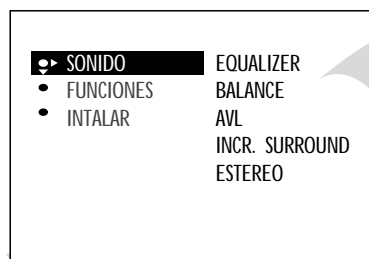 SONIDO
FUNCIONES
INTALAR
EQUALIZER
BALANCE
AVL
INCR. SURROUND
ESTEREO